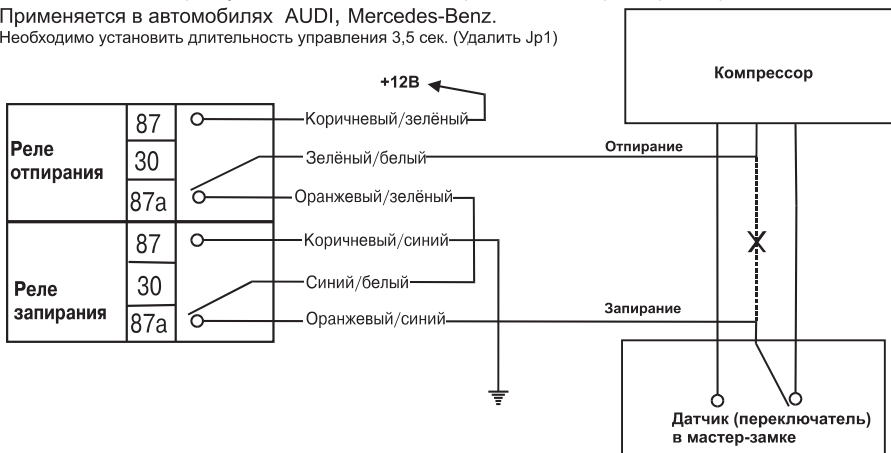 Применяется в автомобилях AUDI, Mercedes-Benz.
Необходимо установить длительность управления 3,5 сек. (Удалить Jp1)
Компрессор
+12В
Реле
отпирания
87
30
87a
Коричневый/зелёный
Зелёный/белый
Отпирание
Оранжевый/зелёный
Реле
запирания
87
30
87a
Коричневый/синий
Синий/белый
Оранжевый/синий
Запирание
X
Датчик (переключатель)
в мастер-замке